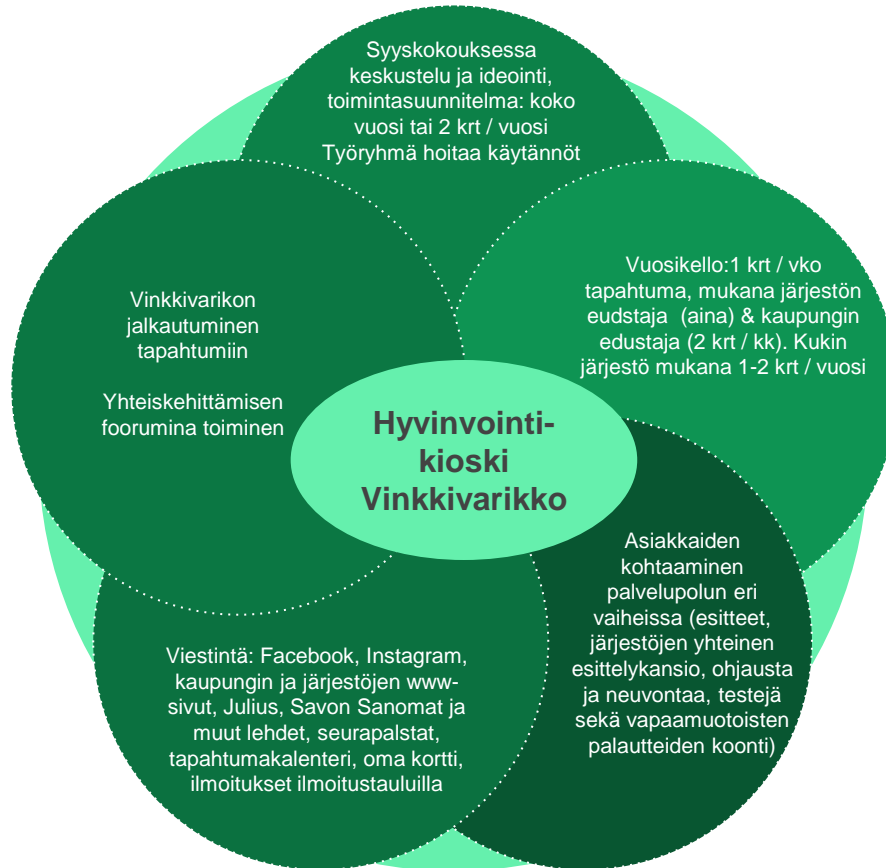 Syyskokouksessa
keskustelu ja ideointi,
toimintasuunnitelma: koko
vuosi tai 2 krt / vuosi
Työryhmä hoitaa käytännöt
Vuosikello:1 krt / vko
tapahtuma, mukana järjestön
eudstaja (aina) & kaupungin
edustaja (2 krt / kk). Kukin
järjestö mukana 1-2 krt / vuosi
Asiakkaiden
kohtaaminen
palvelupolun eri
vaiheissa (esitteet,
järjestöjen yhteinen
esittelykansio, ohjausta
ja neuvontaa, testejä
sekä vapaamuotoisten
palautteiden koonti)
Viestintä: Facebook, Instagram,
kaupungin ja järjestöjen www-
sivut, Julius, Savon Sanomat ja
muut lehdet, seurapalstat,
tapahtumakalenteri, oma kortti,
ilmoitukset ilmoitustauluilla
Vinkkivarikon
jalkautuminen
tapahtumiin
Yhteiskehittämisen
foorumina toiminen
Hyvinvointi-
kioski
Vinkkivarikko